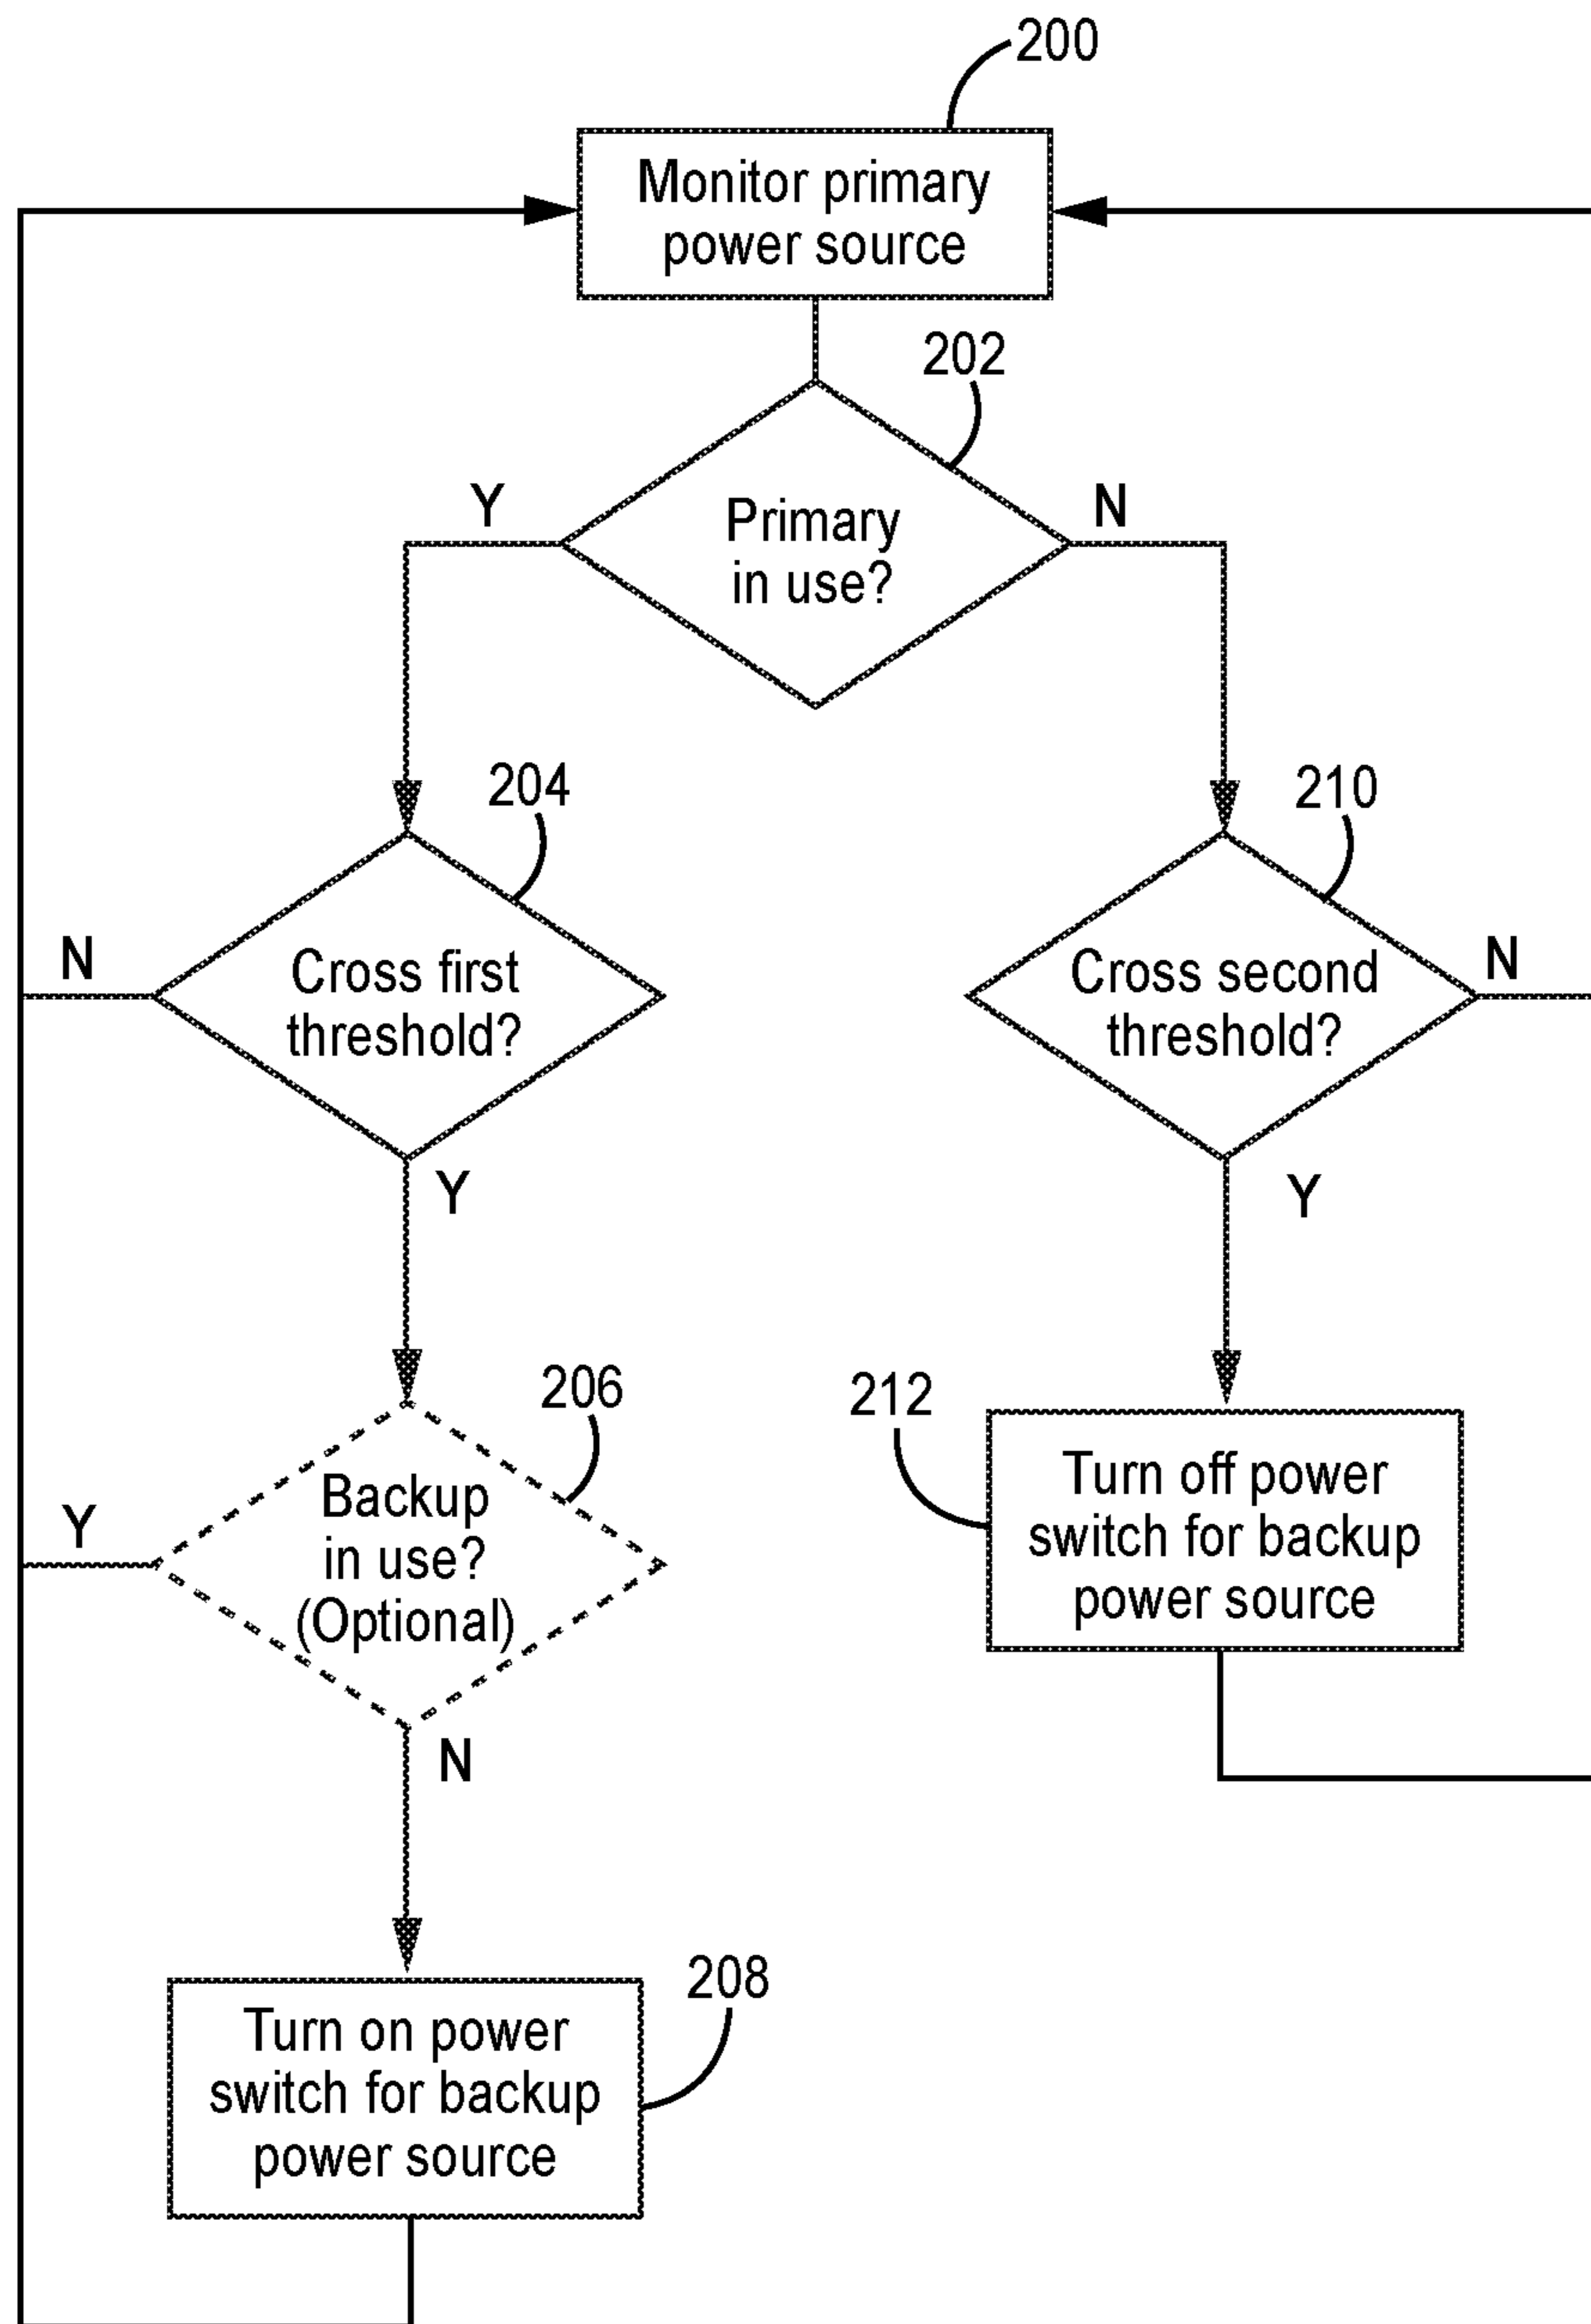 200
Monitor primary
power source
202
Y
N
Primary
in use?
204
210
N
Cross first
threshold?
Cross second
threshold?
N
Y
Y
206
212
Backup
in use?
(Optional)
Y
Turn off power
switch for backup
power source
N
208
Turn on power
switch for backup
power source